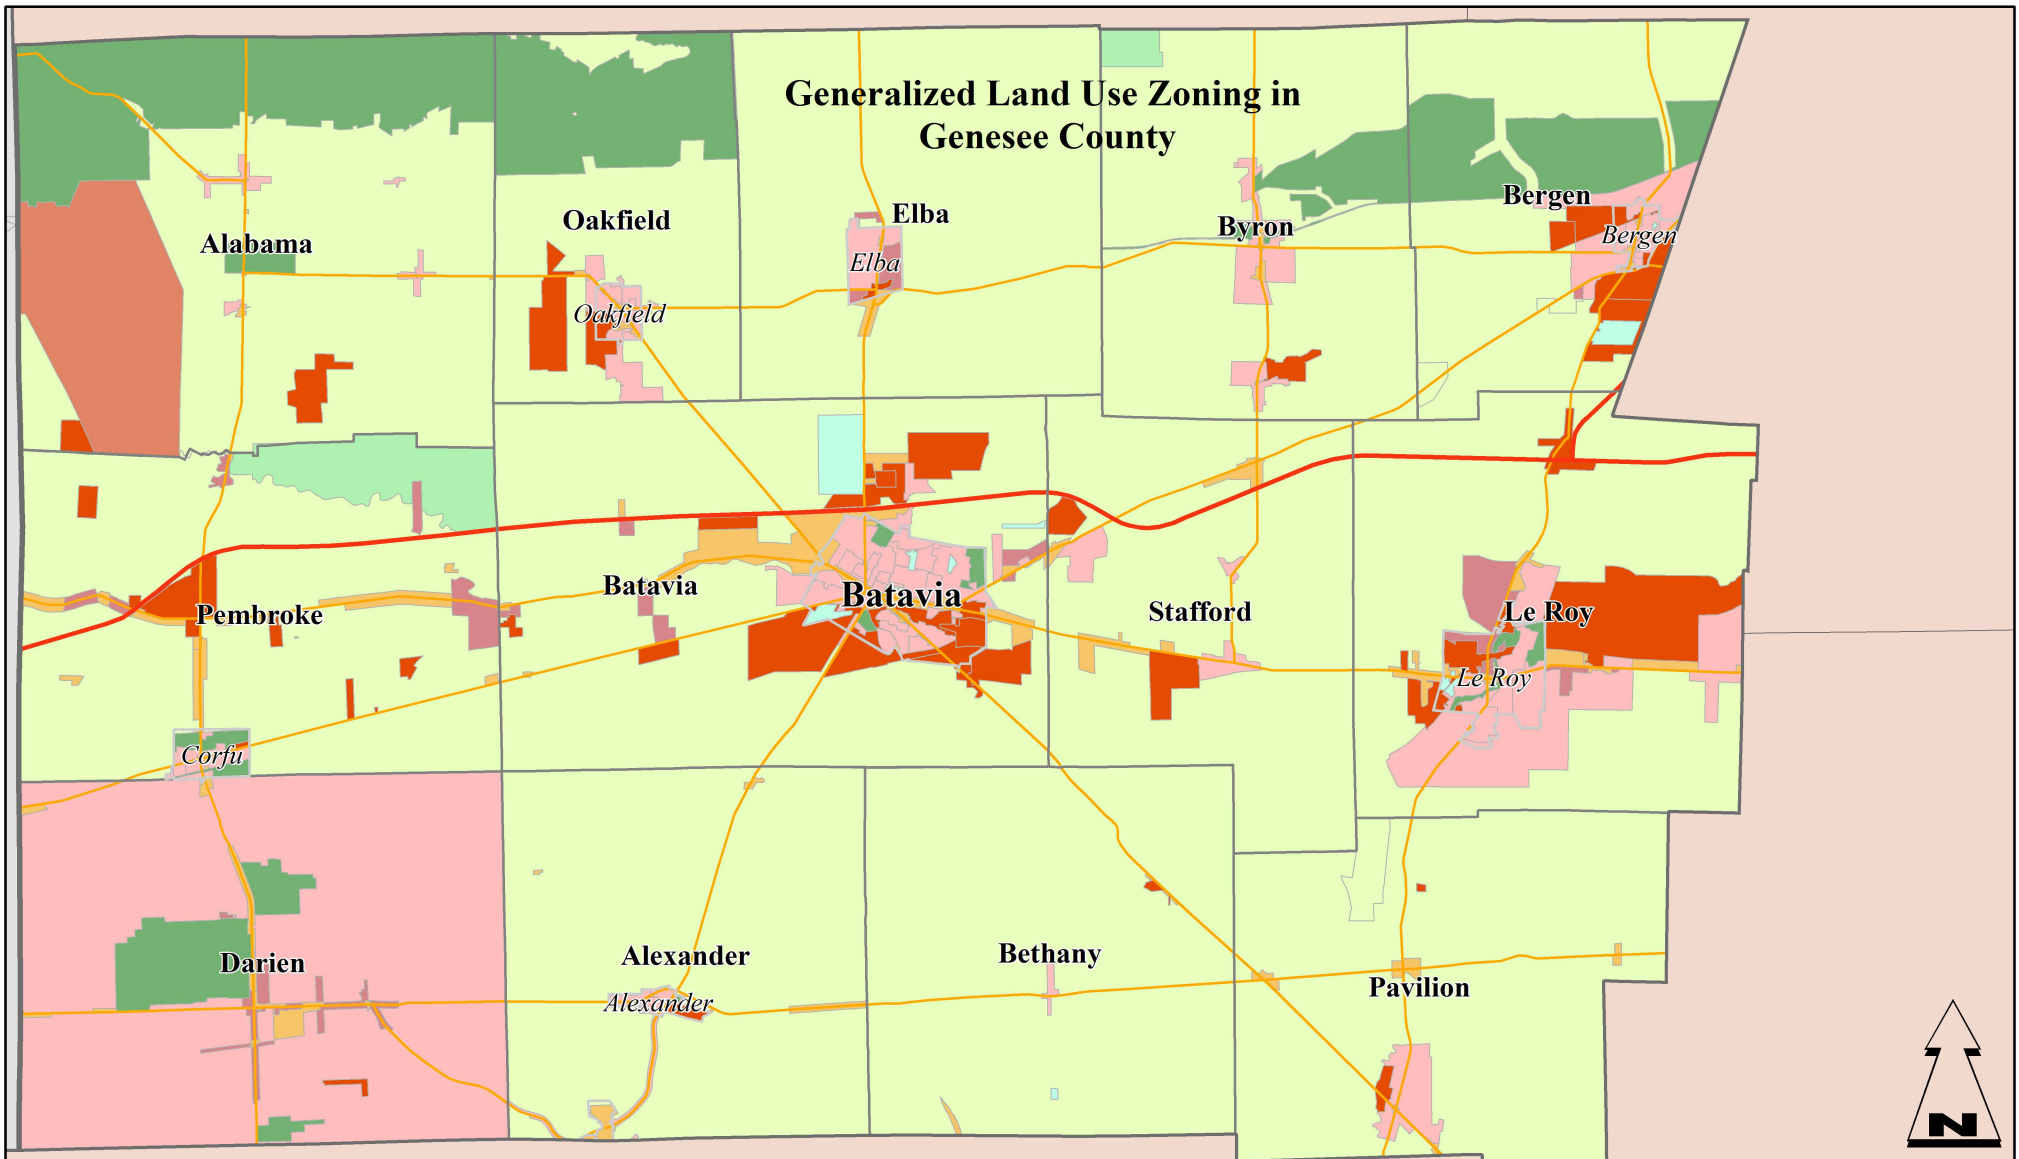 Generalized Land Use Zoning in
Genesee County
Bergen
Elba
Oakfield
Byron
Bergen
Alabama
Elba
Oakfield
Batavia
Batavia
Stafford
Le Roy
Pembroke
Le Roy
Corfu
Darien
Alexander
Bethany
Pavilion
Alexander
N